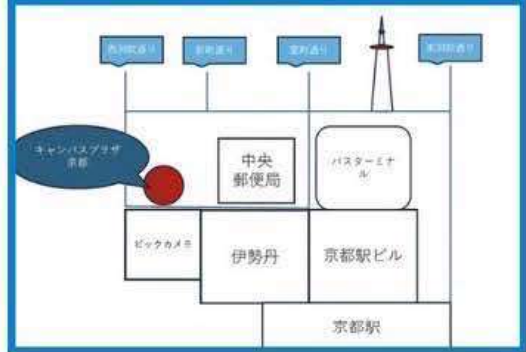 西洞院通り
新町通り
室町通り
東洞院通り
キャンパスプラザ
京都
中央
郵便局
バスターミナ
ル
ビックカメラ
伊勢丹
京都駅ビル
京都駅